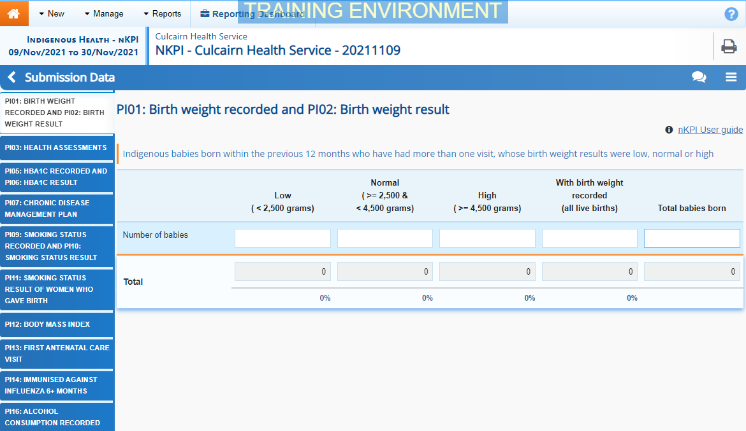 New
Manage
Reports
Reporting Dashboard
TRAINING ENVIRONMENT
?
Indigenous Health - nKPI
09/Nov/2021 to 30/Nov/2021
Culcairn Health Service
NKPI - Culcairn Health Service - 20211109
Submission Data
PI01: BIRTH WEIGHT
RECORDED AND PI02: BIRTH
WEIGHT RESULT
PI03: HEALTH ASSESSMENTS
PI05: HBA1C RECORDED AND
PI06: HBA1C RESULT
PI07: CHRONIC DISEASE
MANAGEMENT PLAN
PI09: SMOKING STATUS
RECORDED AND PI10:
SMOKING STATUS RESULT
PI11: SMOKING STATUS
RESULT OF WOMEN WHO
GAVE BIRTH
PI12: BODY MASS INDEX
PI13: FIRST ANTENATAL CARE
VISIT
PI14: IMMUNISED AGAINST
INFLUENZA 6+ MONTHS
PI16: ALCOHOL
CONSUMPTION RECORDED
PI01: Birth weight recorded and PI02: Birth weight result
nKPI User guide
Indigenous babies born within the previous 12 months who have had more than one visit, whose birth weight results were low, normal or high
Low
( < 2,500 grams)
Normal
( >= 2,500 &
< 4,500 grams)
High
( >= 4,500 grams)
With birth weight
recorded
(all live births)
Total babies born
Number of babies
Total
0 0 0 0 0
0% 0% 0% 0%